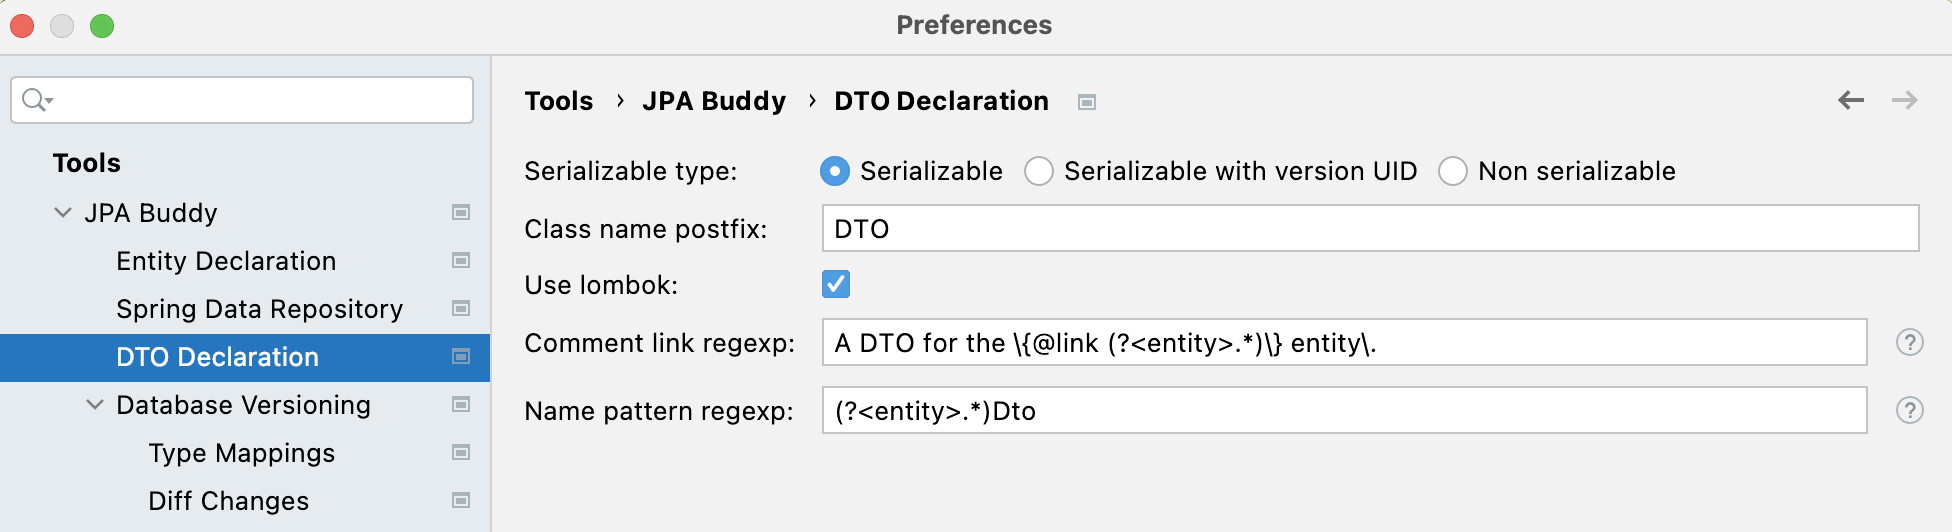 Preferences
Tools
JPA Buddy
Entity Declaration
Spring Data Repository
DTO Declaration
Database Versioning
Type Mappings
Diff Changes
Tools › JPA Buddy › DTO Declaration
Serializable type: Serializable Serializable with version UID Non serializable
Class name postfix: DTO
Use lombok:
Comment link regexp: A DTO for the \{@link (?<entity>.*)\} entity\. ?
Name pattern regexp: (?<entity>.*)Dto ?